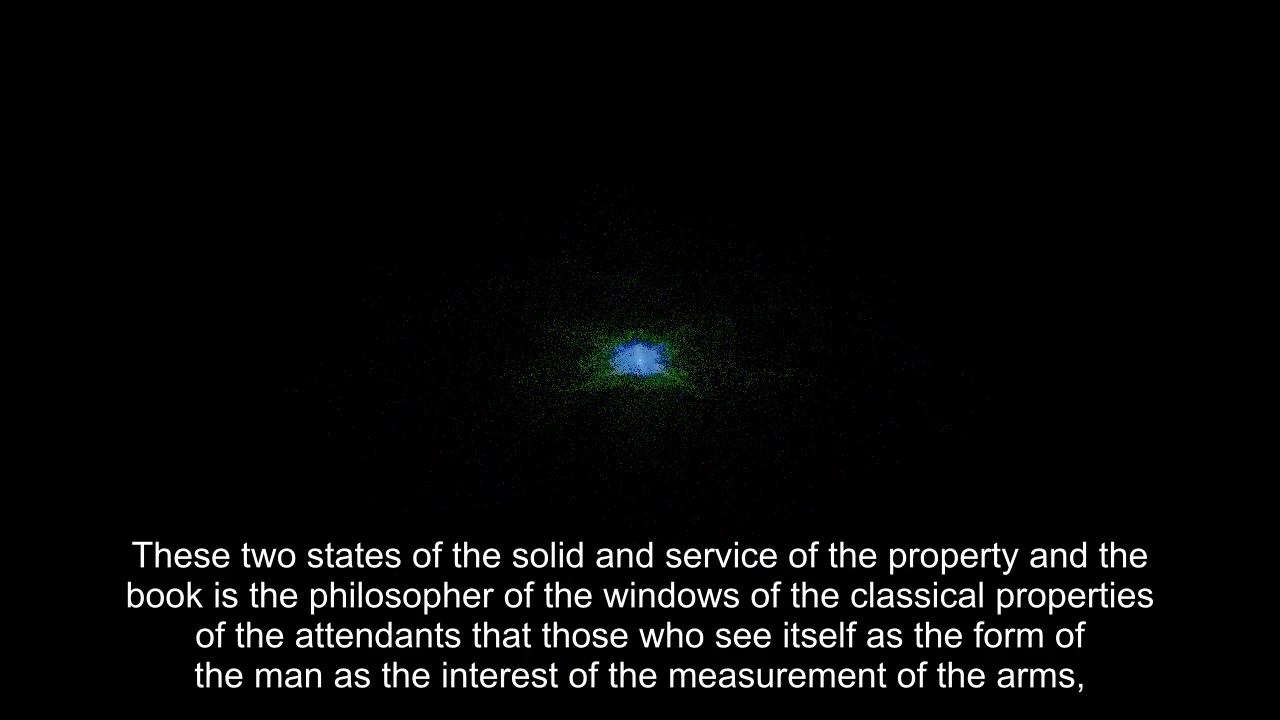 These two states of the solid and service of the property and the
book is the philosopher of the windows of the classical properties
of the attendants that those who see itself as the form of
the man as the interest of the measurement of the arms,